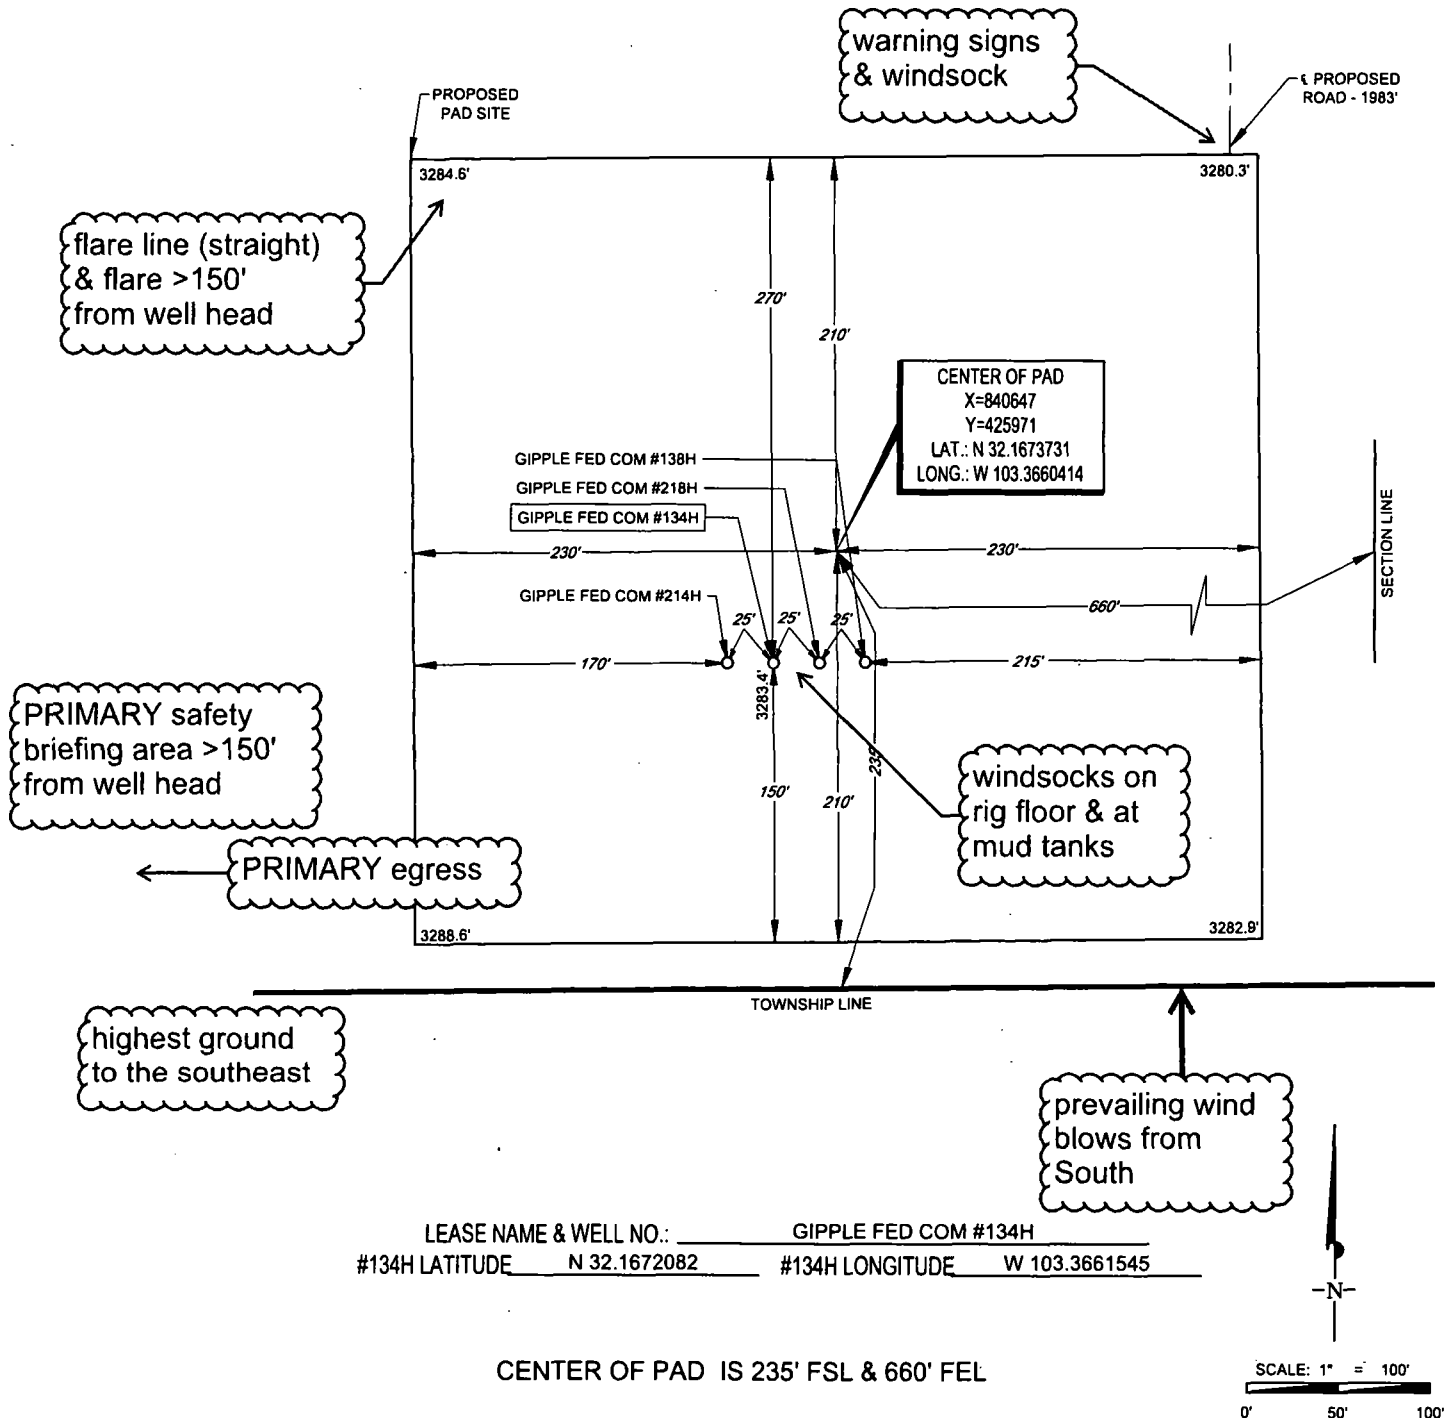 warning signs
& windsock
℄ PROPOSED
ROAD - 1983'
PROPOSED
PAD SITE
3284.6'
3280.3'
flare line (straight)
& flare >150'
from well head
270'
210'
CENTER OF PAD
X=840647
Y=425971
LAT.: N 32.1673731
LONG.: W 103.3660414
GIPPLE FED COM #138H
GIPPLE FED COM #218H
GIPPLE FED COM #134H
SECTION LINE
230'
230'
GIPPLE FED COM #214H
660'
25'
25'
25'
170'
215'
3283.4'
PRIMARY safety
briefing area >150'
from well head
235'
windsocks on
rig floor & at
mud tanks
150'
210'
PRIMARY egress
3288.6'
3282.9'
TOWNSHIP LINE
highest ground
to the southeast
prevailing wind
blows from
South
LEASE NAME & WELL NO.: GIPPLE FED COM #134H
#134H LATITUDE N 32.1672082 #134H LONGITUDE W 103.3661545
-N-
CENTER OF PAD IS 235' FSL & 660' FEL
SCALE: 1" = 100'
0' 50' 100'